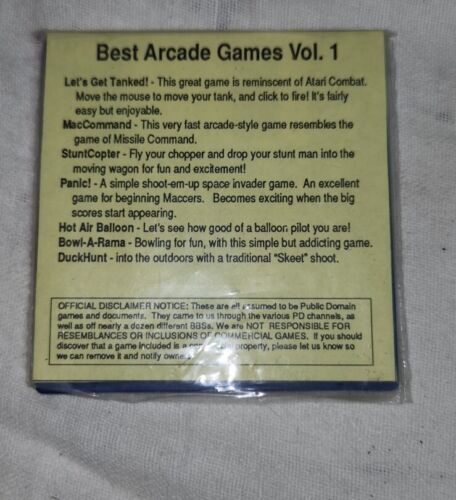 Best Arcade Games Vol. 1
Let's Get Tanked! - This great game is reminscent of Atari Combat.
Move the mouse to move your tank, and click to fire! It's fairly
easy but enjoyable.
MacCommand - This very fast arcade-style game resembles the
game of Missile Command.
StuntCopter - Fly your chopper and drop your stunt man into the
moving wagon for fun and excitement!
Panic! - A simple shoot-em-up space invader game. An excellent
game for beginning Maccers. Becomes exciting when the big
scores start appearing.
Hot Air Balloon - Let's see how good of a balloon pilot you are!
Bowl-A-Rama - Bowling for fun, with this simple but addicting game.
DuckHunt - into the outdoors with a traditional "Skeet" shoot.
OFFICIAL DISCLAIMER NOTICE: These are all assumed to be Public Domain
games and documents. They came to us through the various PD channels, as
well as off nearly a dozen different BBSs. We are NOT RESPONSIBLE FOR
RESEMBLANCES OR INCLUSIONS OF COMMERCIAL GAMES. If you should
discover that a game included is a property, please let us know so
we can remove it and notify